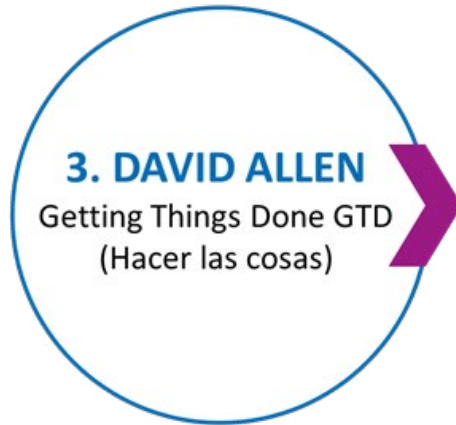 3. DAVID ALLEN
Getting Things Done GTD
(Hacer las cosas)